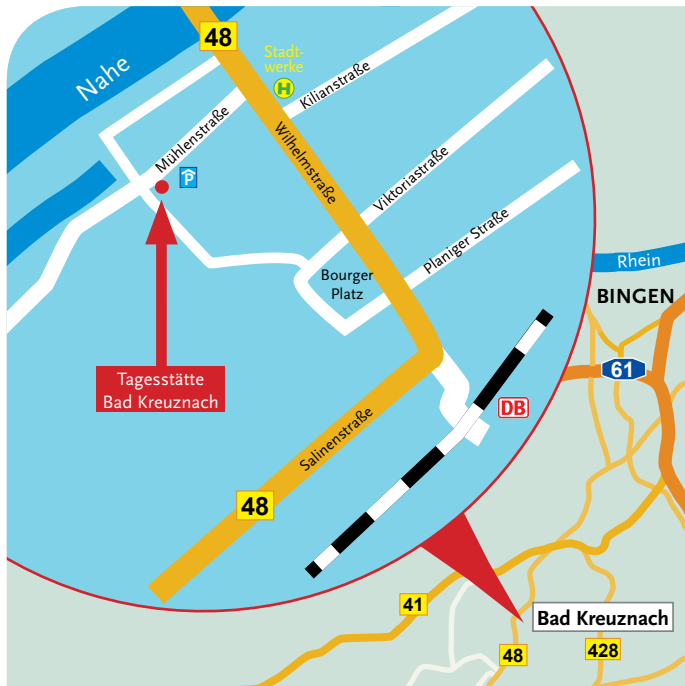 48
Stadt-
werke
H
Nahe
Kilianstraße
Mühlenstraße
Wilhelmstraße
P
Viktoriastraße
Planiger Straße
Bourger
Platz
Rhein
BINGEN
61
Tagesstätte
Bad Kreuznach
DB
Salinenstraße
48
41
Bad Kreuznach
48
428